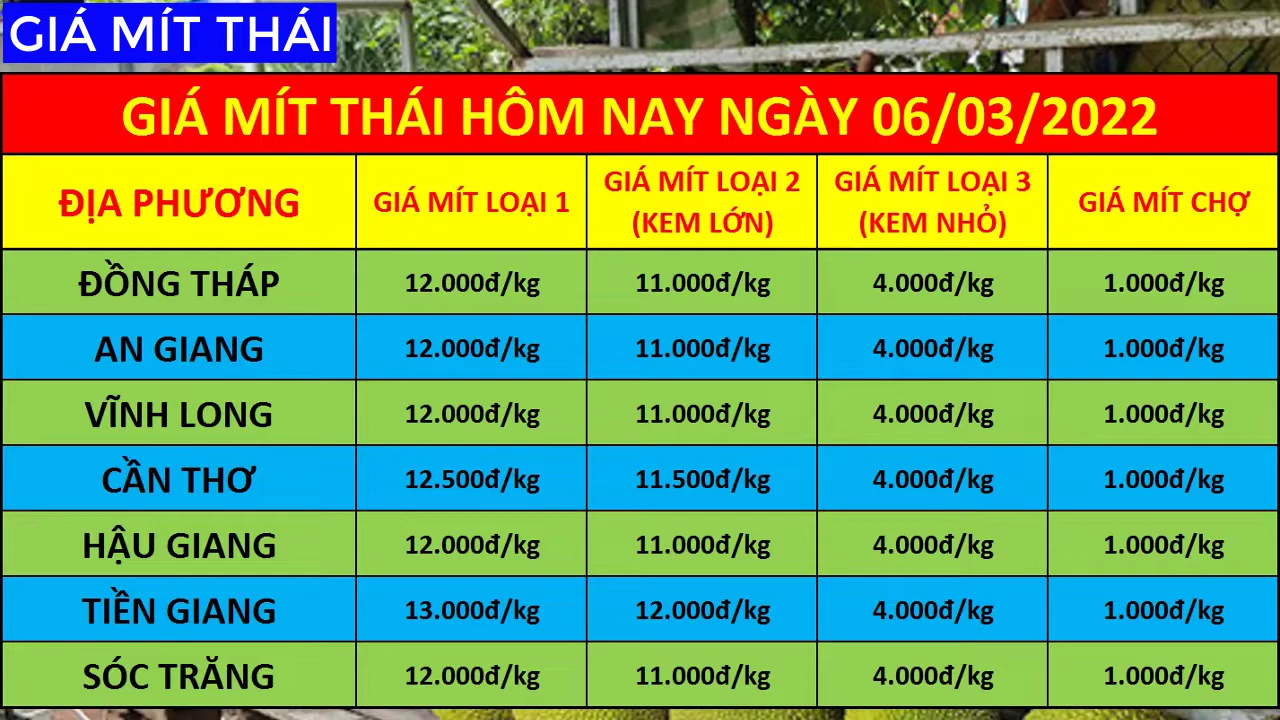 GIÁ MÍT THÁI
GIÁ MÍT THÁI HÔM NAY NGÀY 06/03/2022
ĐỊA PHƯƠNG GIÁ MÍT LOẠI 1 GIÁ MÍT LOẠI 2 (KEM LỚN) GIÁ MÍT LOẠI 3 (KEM NHỎ) GIÁ MÍT CHỢ
ĐỒNG THÁP 12.000đ/kg 11.000đ/kg 4.000đ/kg 1.000đ/kg
AN GIANG 12.000đ/kg 11.000đ/kg 4.000đ/kg 1.000đ/kg
VĨNH LONG 12.000đ/kg 11.000đ/kg 4.000đ/kg 1.000đ/kg
CẦN THƠ 12.500đ/kg 11.500đ/kg 4.000đ/kg 1.000đ/kg
HẬU GIANG 12.000đ/kg 11.000đ/kg 4.000đ/kg 1.000đ/kg
TIỀN GIANG 13.000đ/kg 12.000đ/kg 4.000đ/kg 1.000đ/kg
SÓC TRĂNG 12.000đ/kg 11.000đ/kg 4.000đ/kg 1.000đ/kg